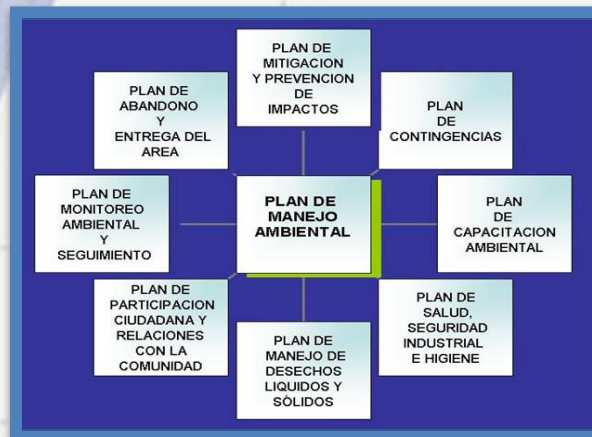 PLAN DE
MITIGACION
Y PREVENCION
DE
IMPACTOS
PLAN DE
ABANDONO
Y
ENTREGA DEL
AREA
PLAN
DE
CONTINGENCIAS
PLAN DE
MONITOREO
AMBIENTAL
Y
SEGUIMIENTO
PLAN DE
MANEJO
AMBIENTAL
PLAN
DE
CAPACITACION
AMBIENTAL
PLAN DE
PARTICIPACION
CIUDADANA Y
RELACIONES
CON LA
COMUNIDAD
PLAN DE
MANEJO DE
DESECHOS
LIQUIDOS Y
SÓLIDOS
PLAN DE
SALUD,
SEGURIDAD
INDUSTRIAL
E HIGIENE